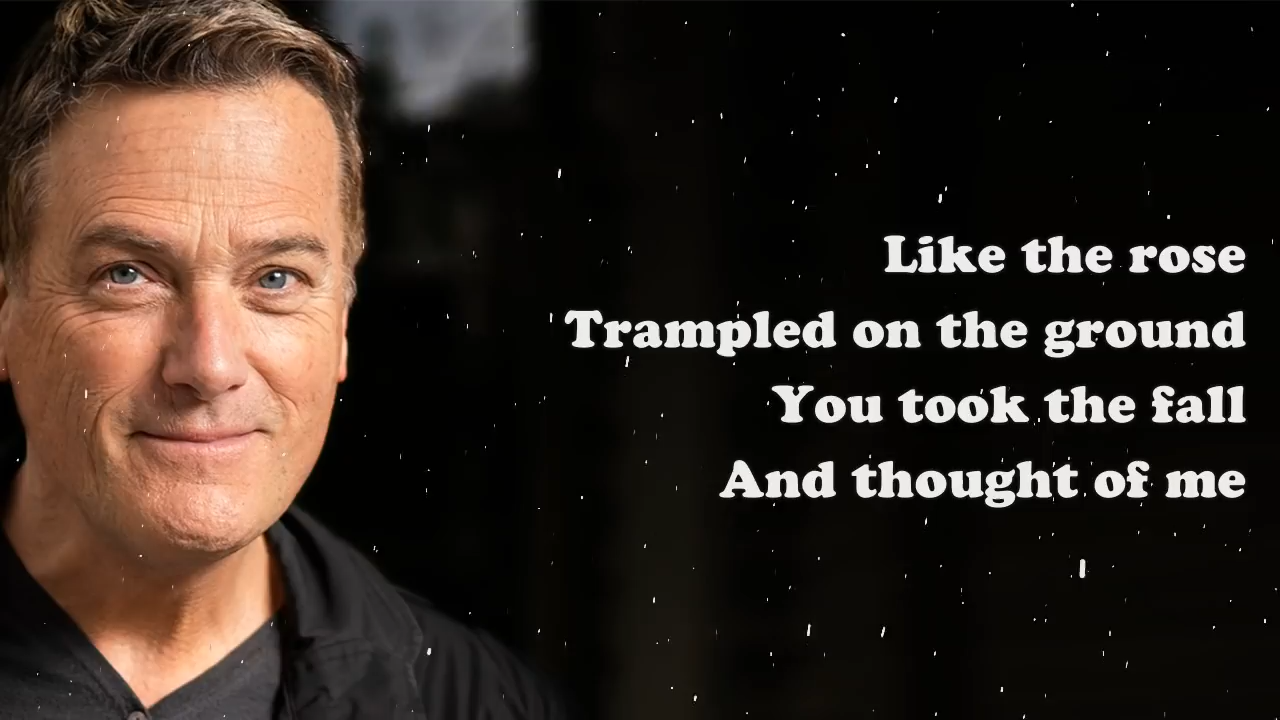 Like the rose
Trampled on the ground
You took the fall
And thought of me